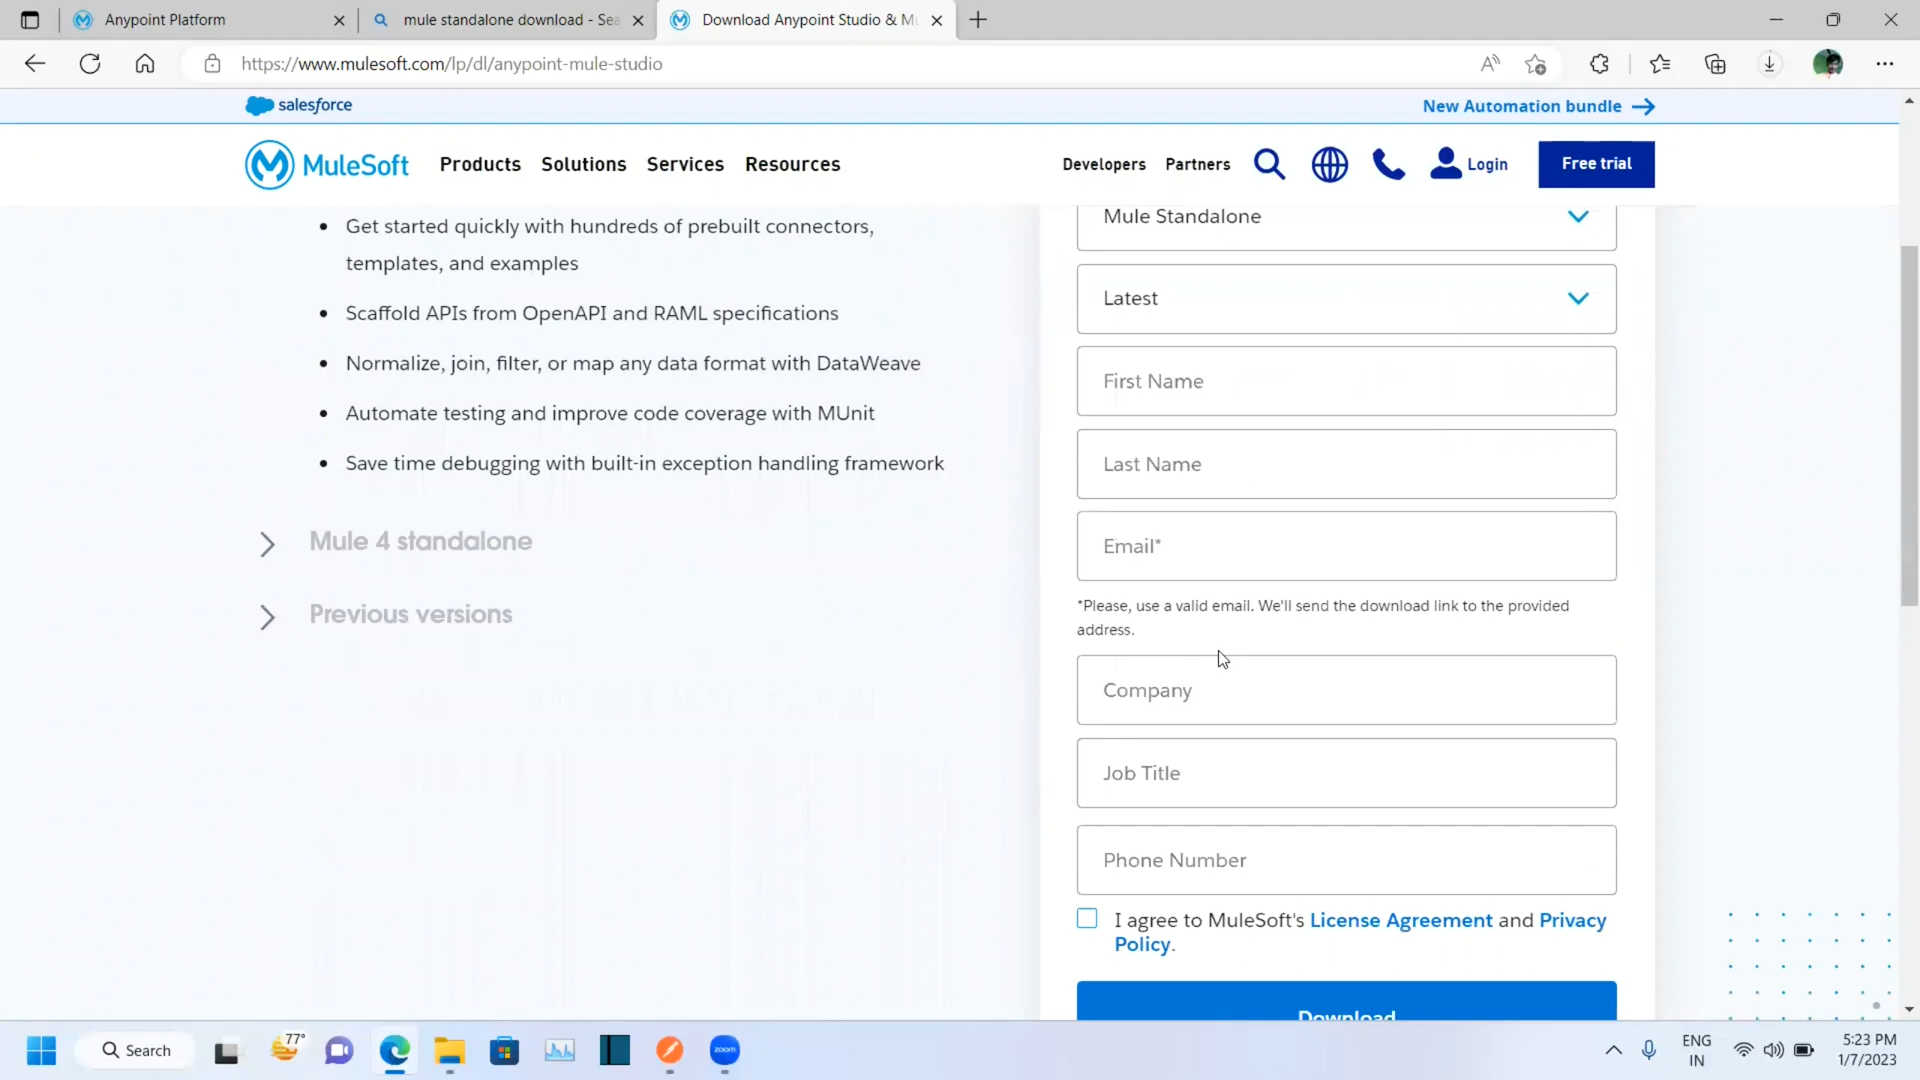 Anypoint Platform
mule standalone download - Sea
Download Anypoint Studio & Mu
https://www.mulesoft.com/lp/dl/anypoint-mule-studio
salesforce
New Automation bundle
MuleSoft
Products
Solutions
Services
Resources
Developers
Partners
Login
Free trial
Get started quickly with hundreds of prebuilt connectors,
templates, and examples
Scaffold APIs from OpenAPI and RAML specifications
Normalize, join, filter, or map any data format with DataWeave
Automate testing and improve code coverage with MUnit
Save time debugging with built-in exception handling framework
Mule 4 standalone
Previous versions
Mule Standalone
Latest
First Name
Last Name
Email*
*Please, use a valid email. We'll send the download link to the provided
address.
Company
Job Title
Phone Number
I agree to MuleSoft's License Agreement and Privacy
Policy.
Download
Search
77°
zoom
ENG
IN
5:23 PM
1/7/2023